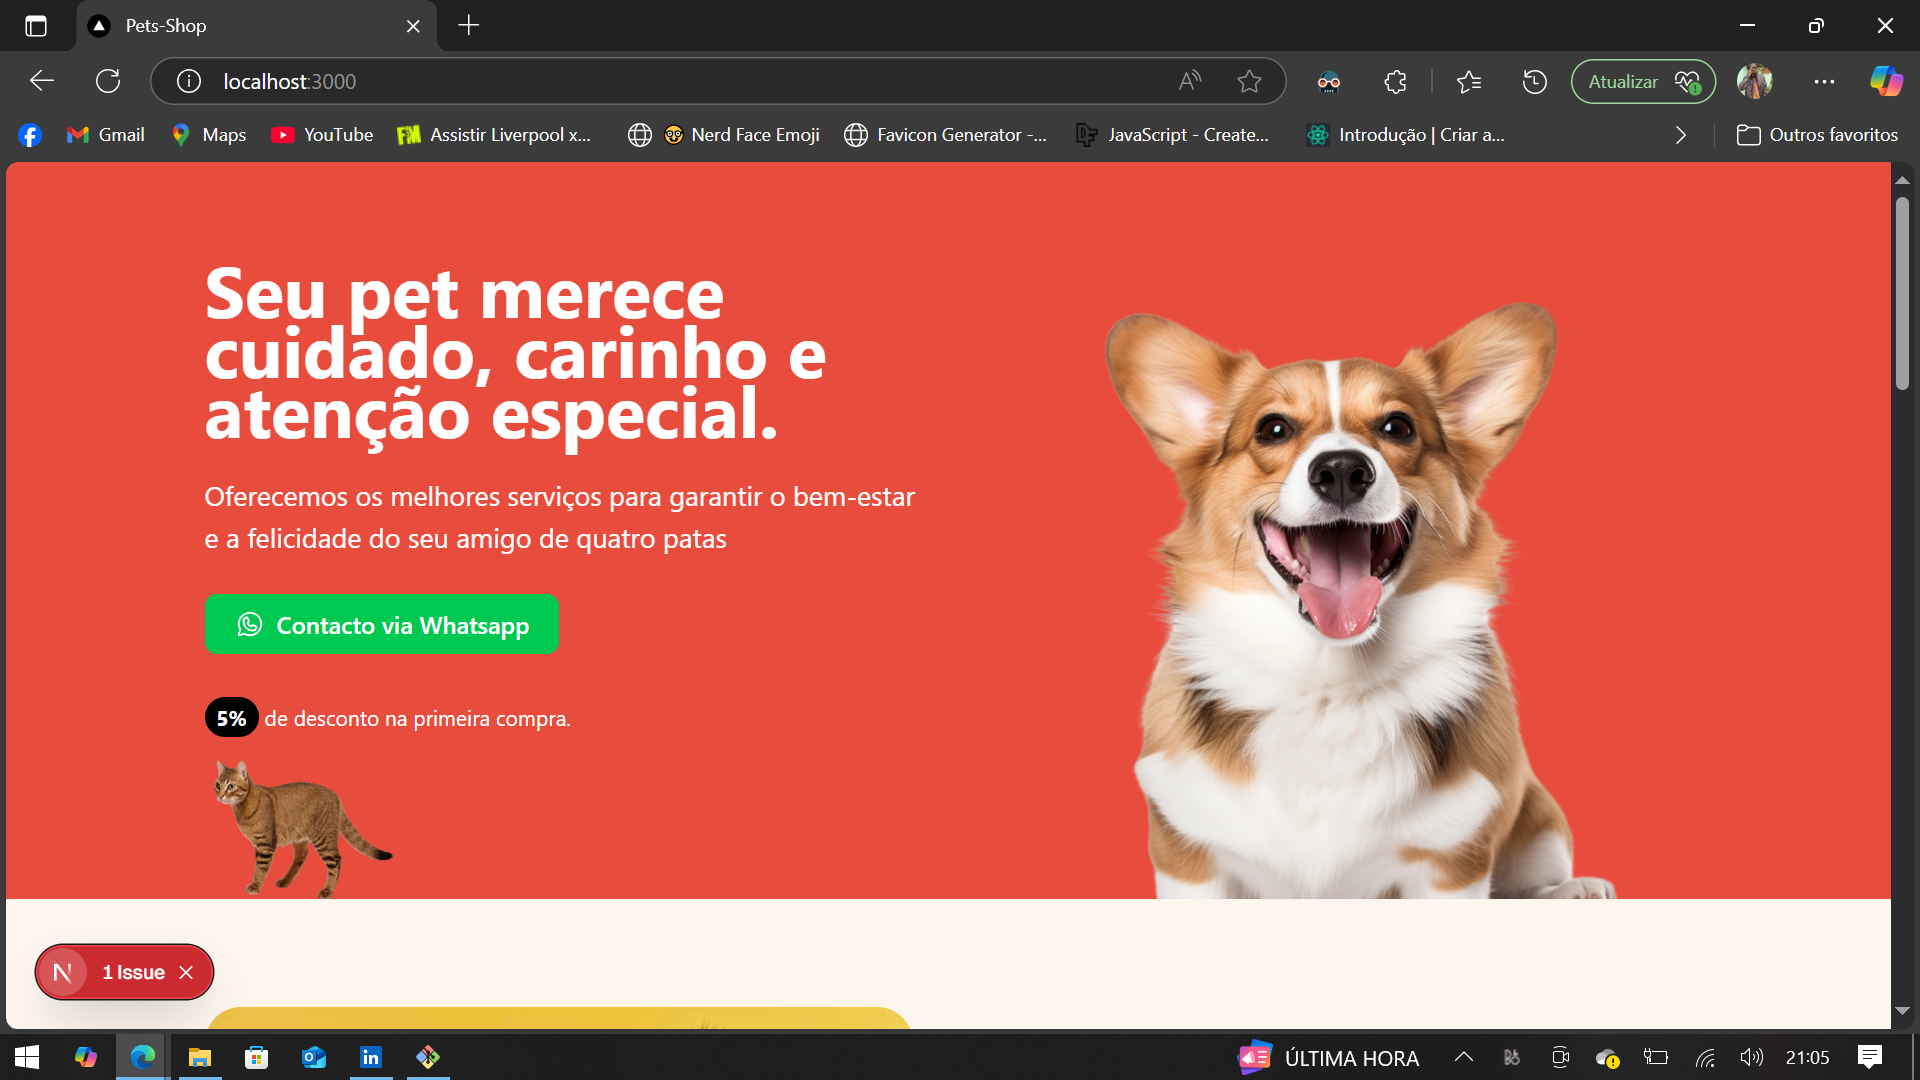 Pets-Shop
localhost:3000
Atualizar
Gmail
Maps
YouTube
Assistir Liverpool x...
Nerd Face Emoji
Favicon Generator -...
JavaScript - Create...
Introdução | Criar a...
Outros favoritos
Seu pet merece
cuidado, carinho e
atenção especial.
Oferecemos os melhores serviços para garantir o bem-estar
e a felicidade do seu amigo de quatro patas
Contacto via Whatsapp
5% de desconto na primeira compra.
N 1 Issue
ÚLTIMA HORA
21:05